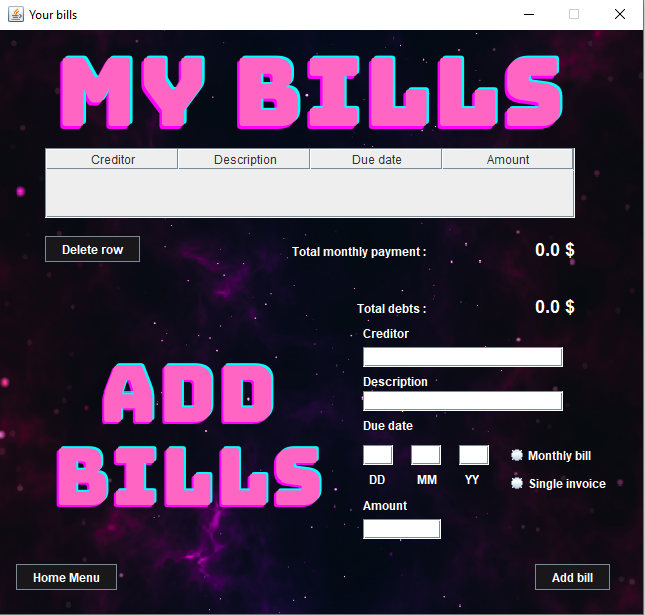 Your bills
MY BILLS
Creditor Description Due date Amount
Delete row
Total monthly payment : 0.0 $
Total debts : 0.0 $
ADD
BILLS
Creditor
Description
Due date
DD MM YY
Monthly bill
Single invoice
Amount
Home Menu
Add bill